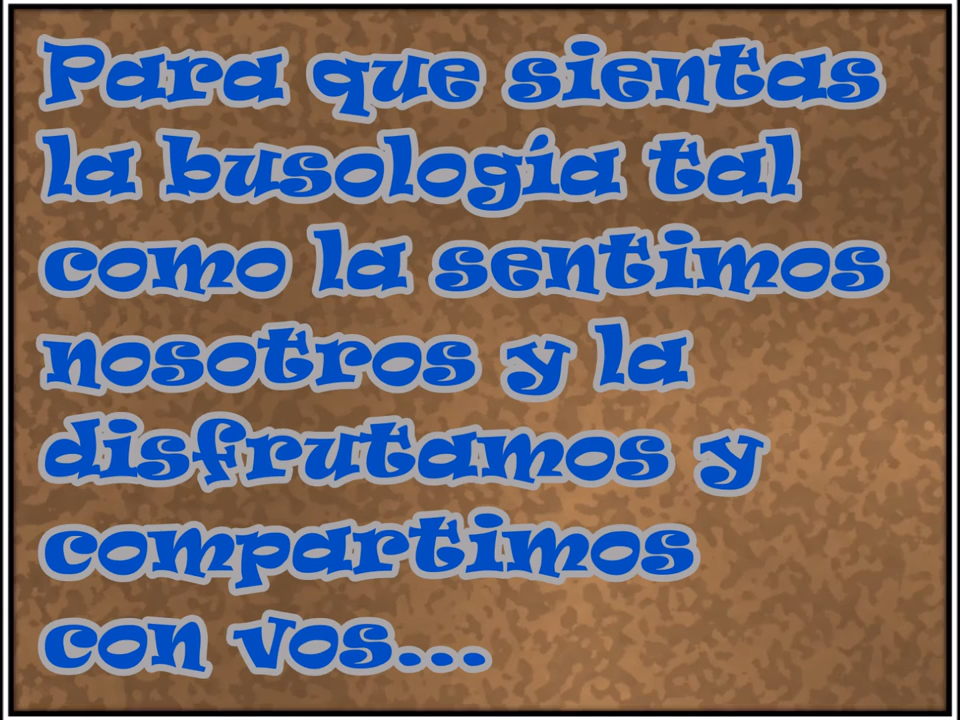 Para que sientas
la busología tal
como la sentimos
nosotros y la
disfrutamos y
compartimos
con vos...